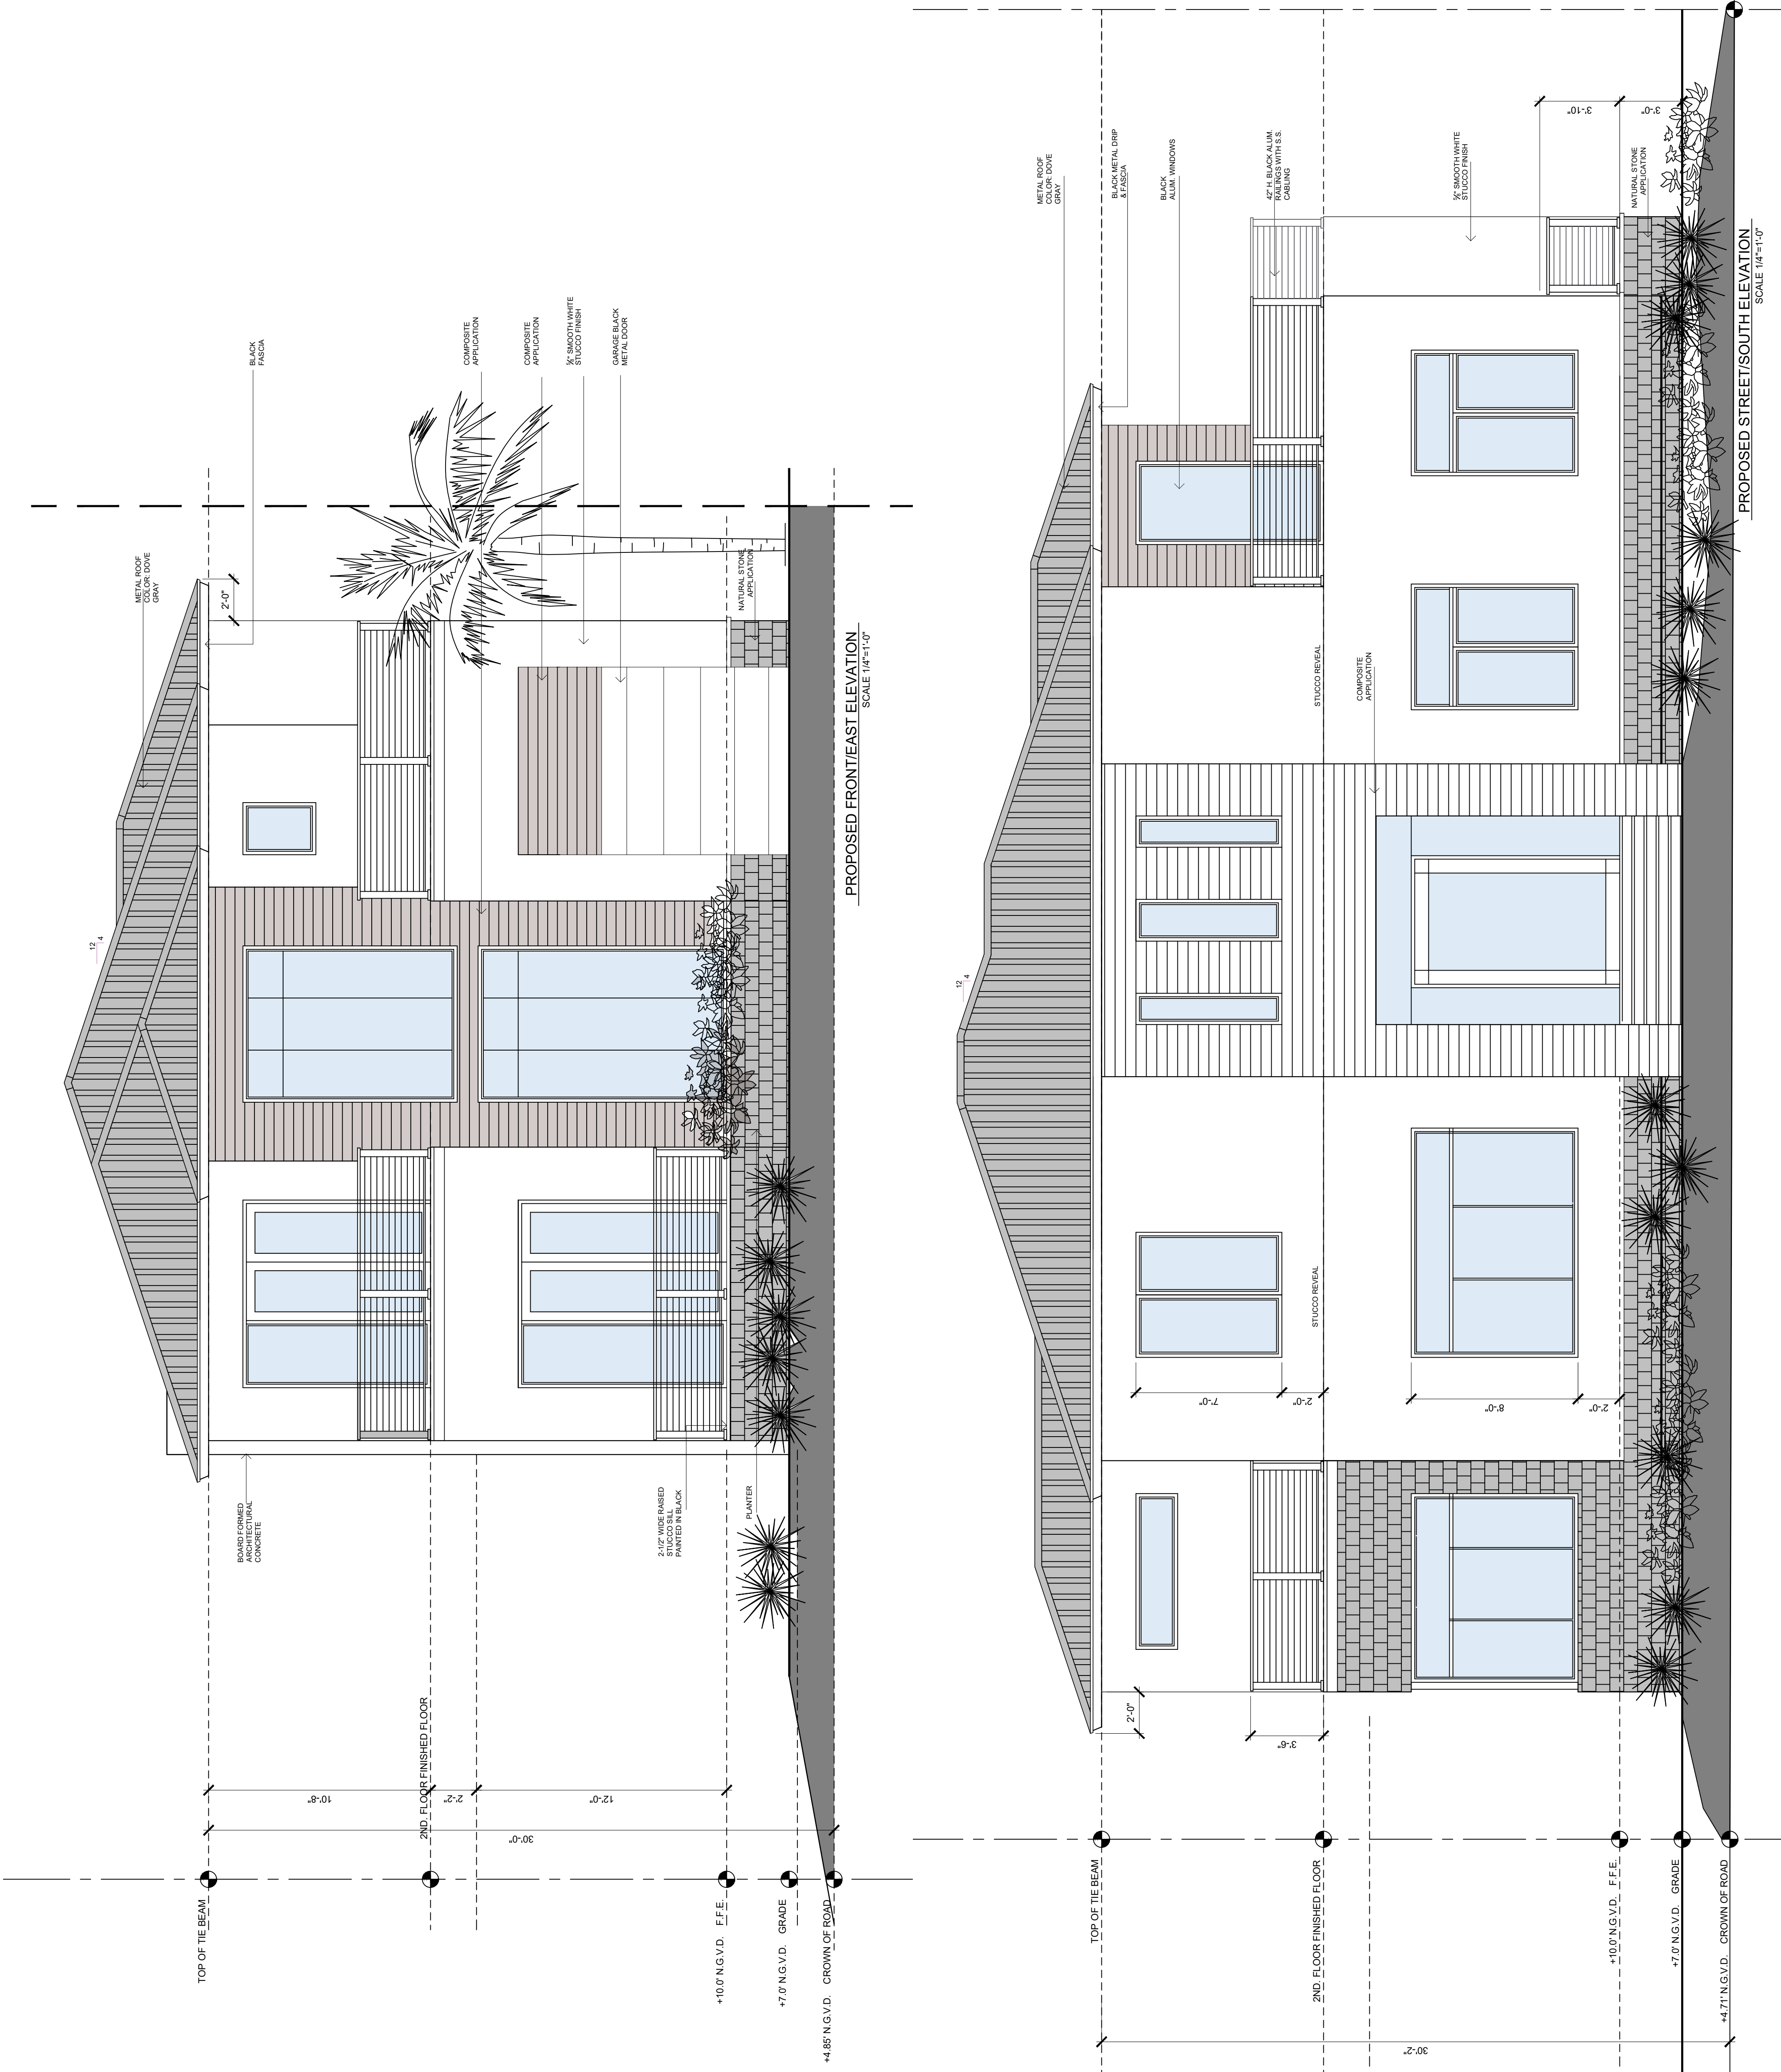 METAL ROOF
COLOR: DOVE
GRAY
BLACK
FASCIA
COMPOSITE
APPLICATION
COMPOSITE
APPLICATION
⅝" SMOOTH WHITE
STUCCO FINISH
GARAGE BLACK
METAL DOOR
NATURAL STONE
APPLICATION
2'-0"
12
4
BOARD FORMED
ARCHITECTURAL
CONCRETE
2-1/2" WIDE RAISED
STUCCO SILL
PAINTED IN BLACK
PLANTER
10'-8"
2'-2"
12'-0"
30'-0"
TOP OF TIE BEAM
2ND. FLOOR FINISHED FLOOR
+10.0' N.G.V.D. F.F.E.
+7.0' N.G.V.D. GRADE
+4.85' N.G.V.D. CROWN OF ROAD
PROPOSED FRONT/EAST ELEVATION
SCALE 1/4"=1'-0"
METAL ROOF
COLOR: DOVE
GRAY
BLACK METAL DRIP
& FASCIA
BLACK
ALUM. WINDOWS
42" H. BLACK ALUM.
RAILINGS WITH S.S.
CABLING
⅝" SMOOTH WHITE
STUCCO FINISH
NATURAL STONE
APPLICATION
3'-10"
3'-0"
12
4
STUCCO REVEAL
COMPOSITE
APPLICATION
STUCCO REVEAL
7'-0"
2'-0"
8'-0"
2'-0"
2'-0"
3'-6"
TOP OF TIE BEAM
2ND. FLOOR FINISHED FLOOR
+10.0' N.G.V.D. F.F.E.
+7.0' N.G.V.D. GRADE
+4.71' N.G.V.D. CROWN OF ROAD
30'-2"
PROPOSED STREET/SOUTH ELEVATION
SCALE 1/4"=1'-0"